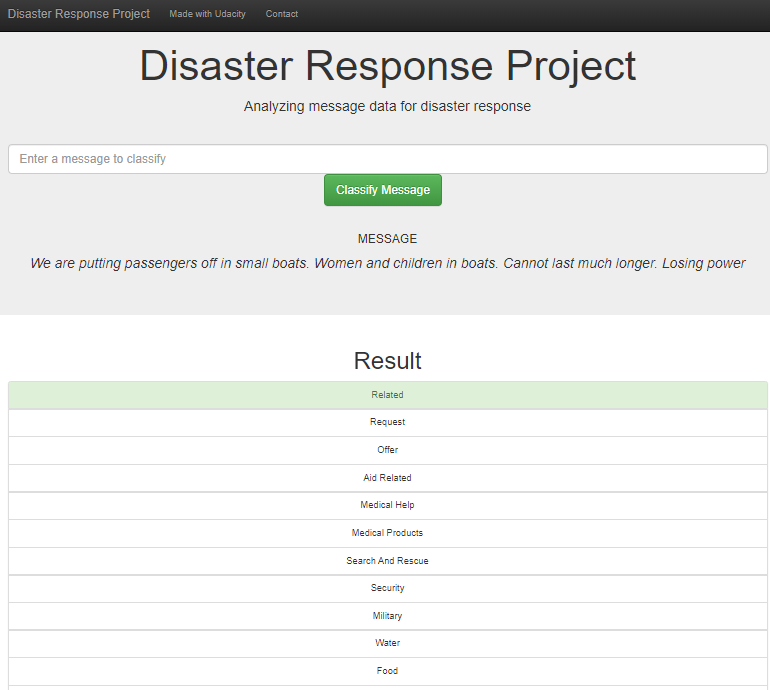 Disaster Response Project Made with Udacity Contact
Disaster Response Project
Analyzing message data for disaster response
Enter a message to classify
Classify Message
MESSAGE
We are putting passengers off in small boats. Women and children in boats. Cannot last much longer. Losing power
Result
Related
Request
Offer
Aid Related
Medical Help
Medical Products
Search And Rescue
Security
Military
Water
Food